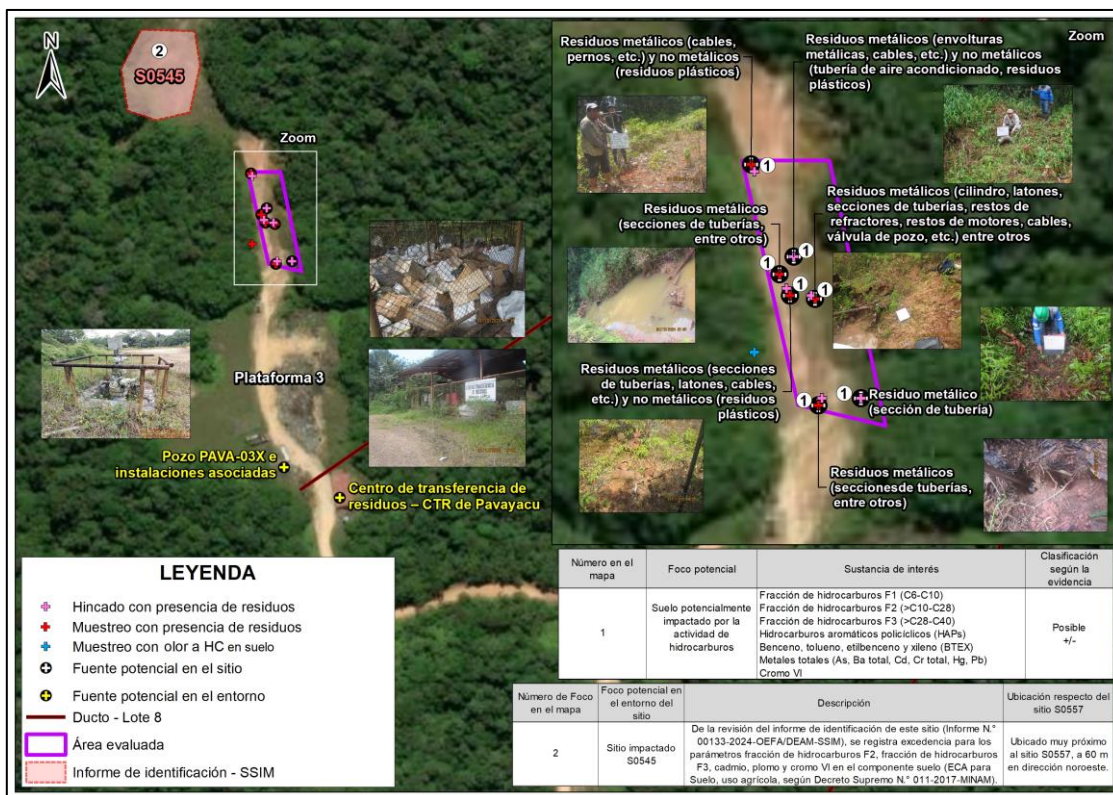 N
2
S0545
Zoom
Plataforma 3
Pozo PAVA-03X e
instalaciones asociadas
Centro de transferencia de
residuos – CTR de Pavayacu
Zoom
Residuos metálicos (cables,
pernos, etc.) y no metálicos
(residuos plásticos)
Residuos metálicos (envolturas
metálicas, cables, etc.) y no metálicos
(tubería de aire acondicionado, residuos
plásticos)
1
Residuos metálicos
(secciones de tuberías,
entre otros)
Residuos metálicos (cilindro, latones,
secciones de tuberías, restos de
refractores, restos de motores, cables,
válvula de pozo, etc.) entre otros
1
1
1
1
Residuos metálicos (secciones
de tuberías, latones, cables,
etc.) y no metálicos (residuos
plásticos)
1
1
Residuo metálico
(sección de tubería)
Residuos metálicos
(seccionesde tuberías,
entre otros)
LEYENDA
Hincado con presencia de residuos
Muestreo con presencia de residuos
Muestreo con olor a HC en suelo
Fuente potencial en el sitio
Fuente potencial en el entorno
Ducto - Lote 8
Área evaluada
Informe de identificación - SSIM
Número en el
mapa
Foco potencial
Sustancia de interés
Clasificación
según la
evidencia
1
Suelo potencialmente
impactado por la
actividad de
hidrocarburos
Fracción de hidrocarburos F1 (C6-C10)
Fracción de hidrocarburos F2 (>C10-C28)
Fracción de hidrocarburos F3 (>C28-C40)
Hidrocarburos aromáticos policíclicos (HAPs)
Benceno, tolueno, etilbenceno y xileno (BTEX)
Metales totales (As, Ba total, Cd, Cr total, Hg, Pb)
Cromo VI
Posible
+/-
Número de Foco
en el mapa
Foco potencial en
el entorno del
sitio
Descripción
Ubicación respecto del
sitio S0557
2
Sitio impactado
S0545
De la revisión del informe de identificación de este sitio (Informe N.°
00133-2024-OEFA/DEAM-SSIM), se registra excedencia para los
parámetros fracción de hidrocarburos F2, fracción de hidrocarburos
F3, cadmio, plomo y cromo VI en el componente suelo (ECA para
Suelo, uso agrícola, según Decreto Supremo N.° 011-2017-MINAM).
Ubicado muy próximo
al sitio S0557, a 60 m
en dirección noroeste.